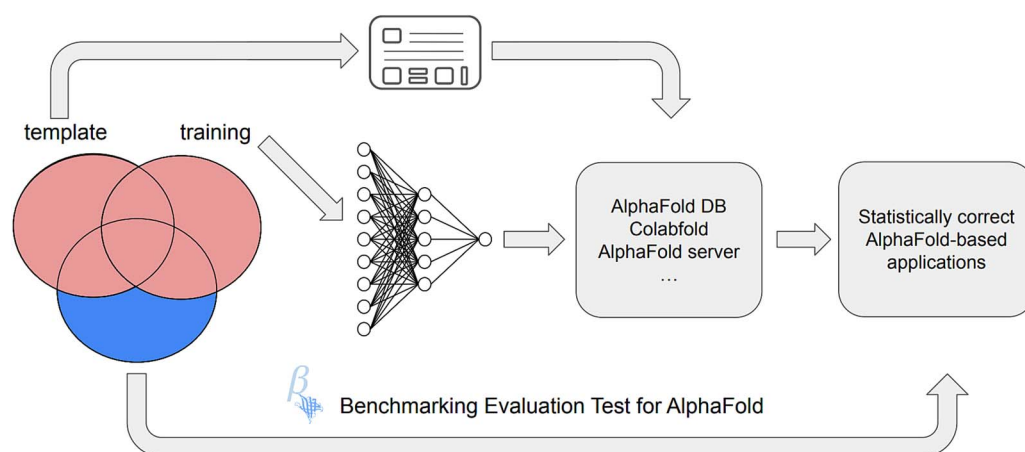 template
training
AlphaFold DB
Colabfold
AlphaFold server
...
Statistically correct
AlphaFold-based
applications
β
Benchmarking Evaluation Test for AlphaFold